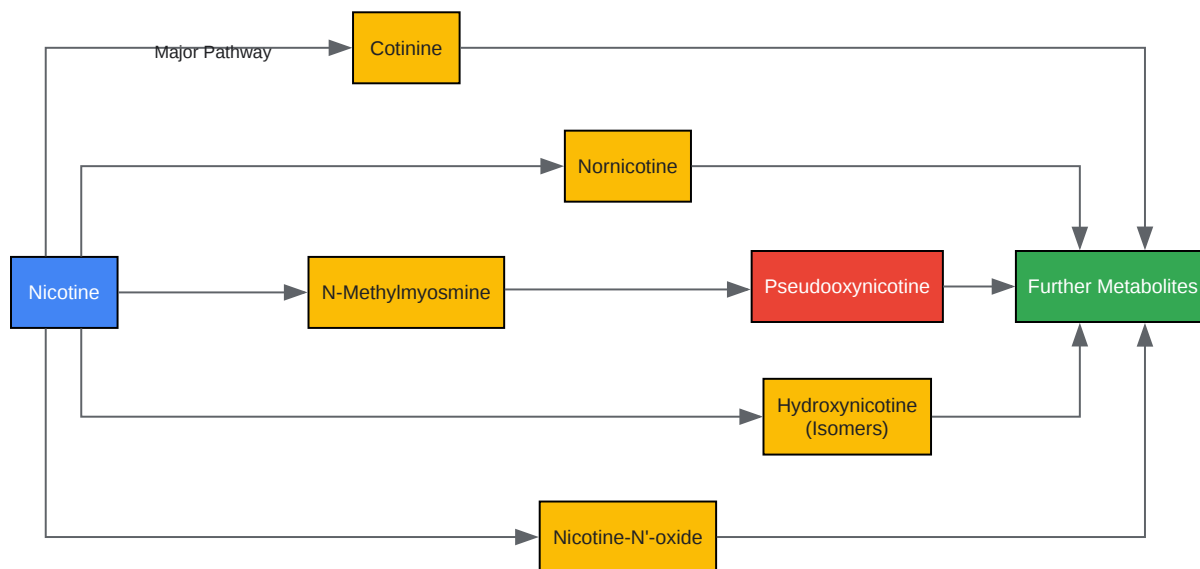 Major Pathway
Cotinine
Nornicotine
Nicotine
N-Methylmyosmine
Pseudooxynicotine
Further Metabolites
Hydroxynicotine
(Isomers)
Nicotine-N'-oxide